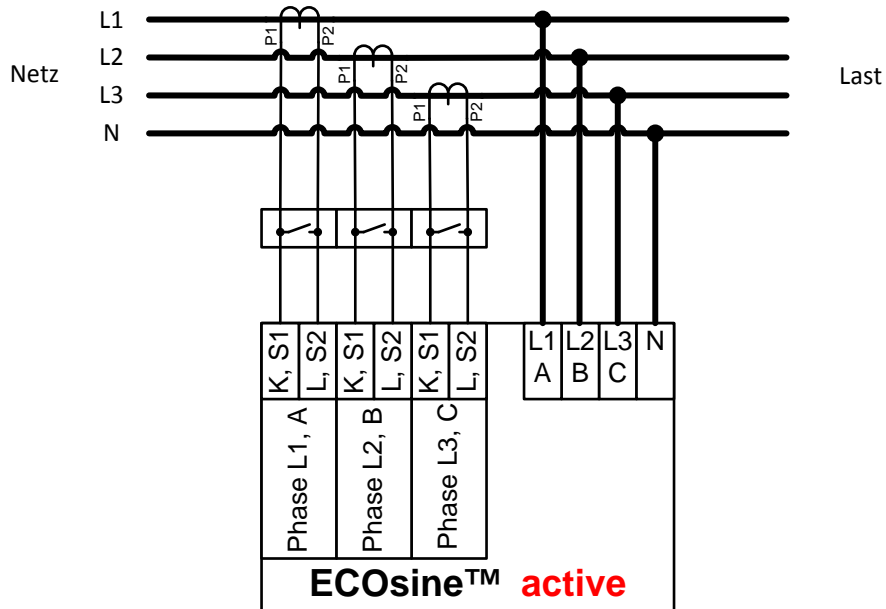 L1
P1
P2
L2
P1
P2
Netz
Last
L3
P1
P2
N
K, S1
L, S2
K, S1
L, S2
K, S1
L, S2
L1
A
L2
B
L3
C
N
Phase L1, A
Phase L2, B
Phase L3, C
ECOsine™ active